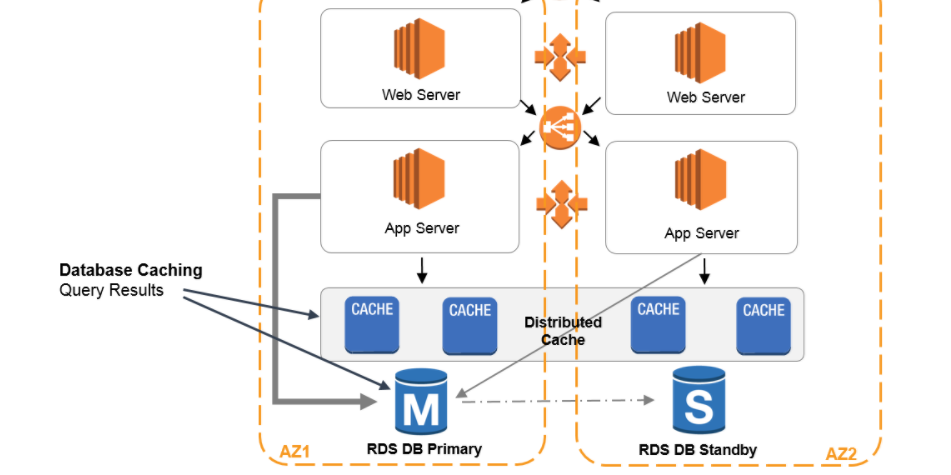 Web Server
Web Server
App Server
App Server
Database Caching
Query Results
CACHE
CACHE
Distributed
Cache
CACHE
CACHE
M
S
RDS DB Primary
RDS DB Standby
AZ1
AZ2